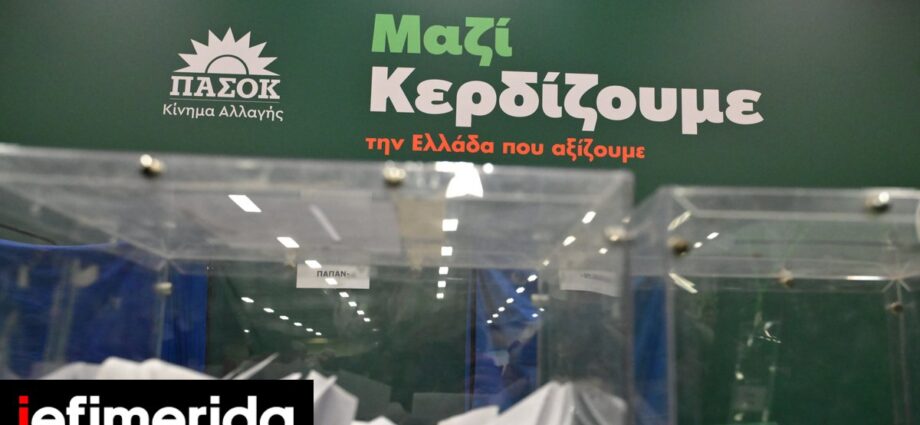 ΠΑΣΟΚ
Κίνημα Αλλαγής
Μαζί
Κερδίζουμε
την Ελλάδα που αξίζουμε
iefimerida